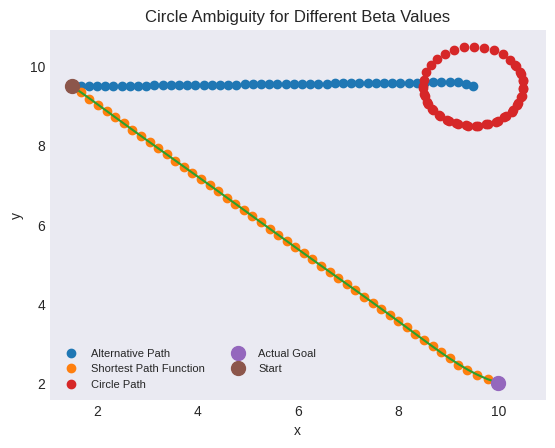 Circle Ambiguity for Different Beta Values
y
10
8
6
4
2
Alternative Path
Shortest Path Function
Circle Path
Actual Goal
Start
2
4
6
8
10
x